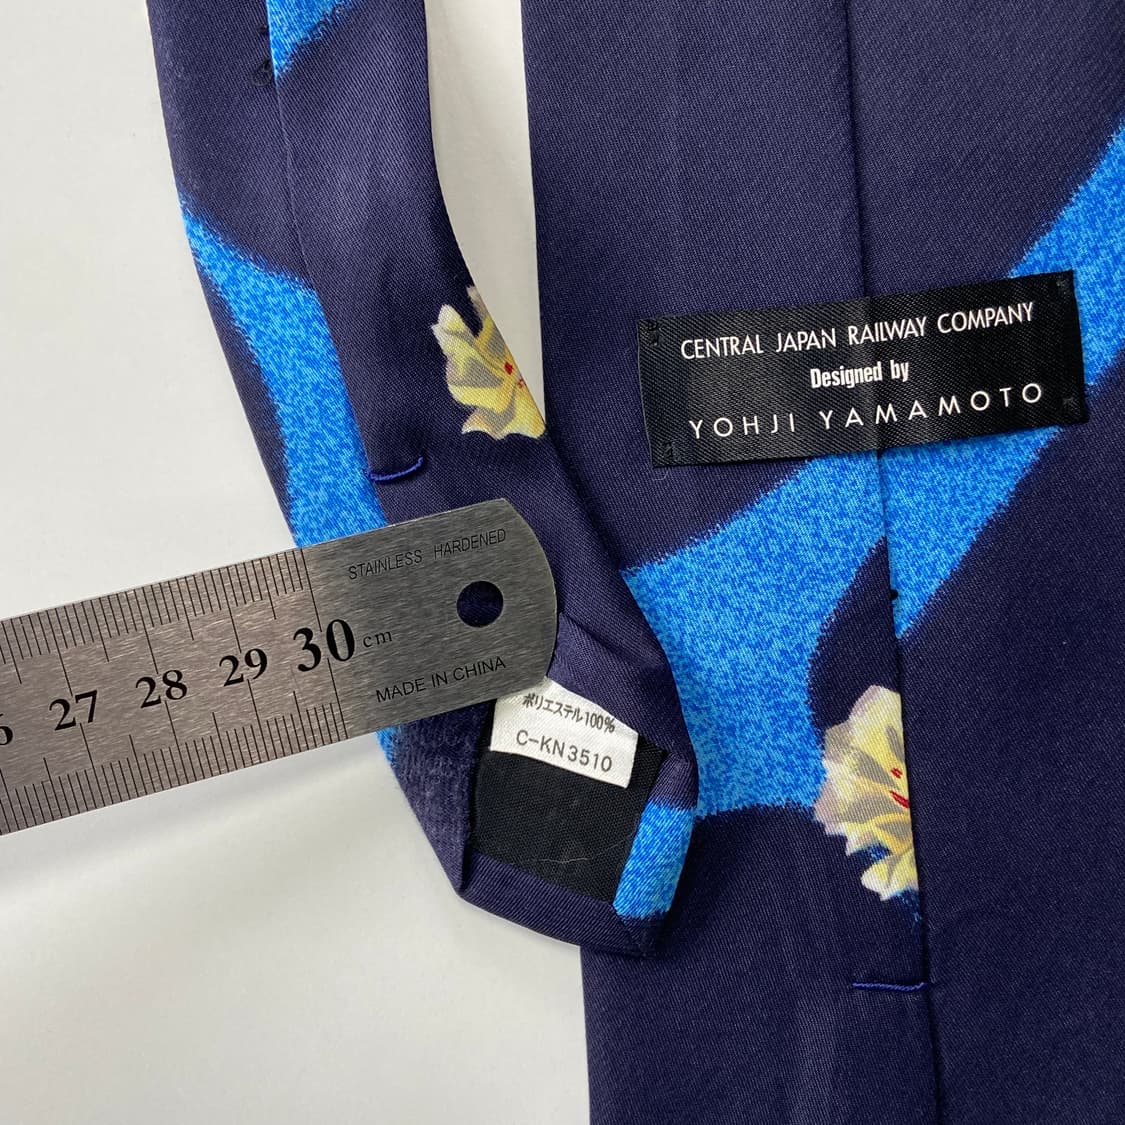 CENTRAL JAPAN RAILWAY COMPANY
Designed by
YOHJI YAMAMOTO
STAINLESS HARDENED
27 28 29 30 cm
MADE IN CHINA
ポリエステル100%
C-KN3510